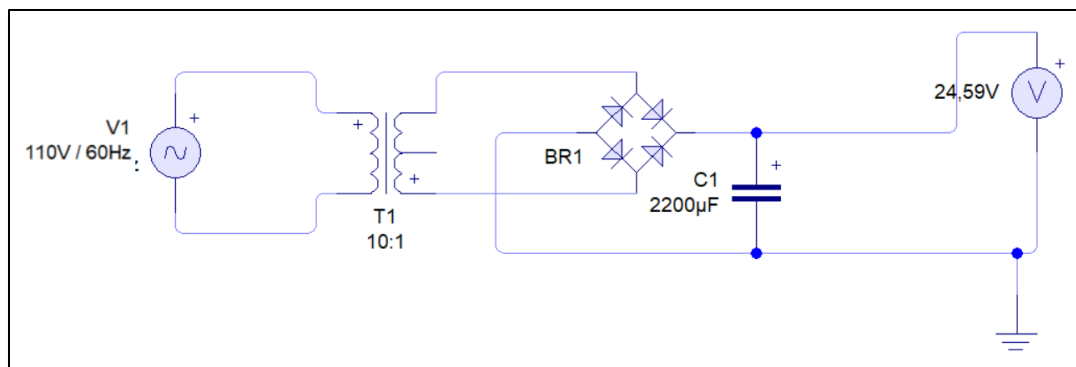 V1
110V / 60Hz
:
+
+
T1
10:1
+
BR1
C1
2200µF
+
24,59V
V
+